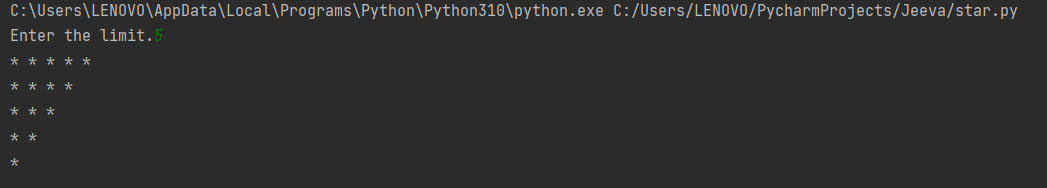 C:\Users\LENOVO\AppData\Local\Programs\Python\Python310\python.exe C:/Users/LENOVO/PycharmProjects/Jeeva/star.py
Enter the limit.5
* * * * *
* * * *
* * *
* *
*